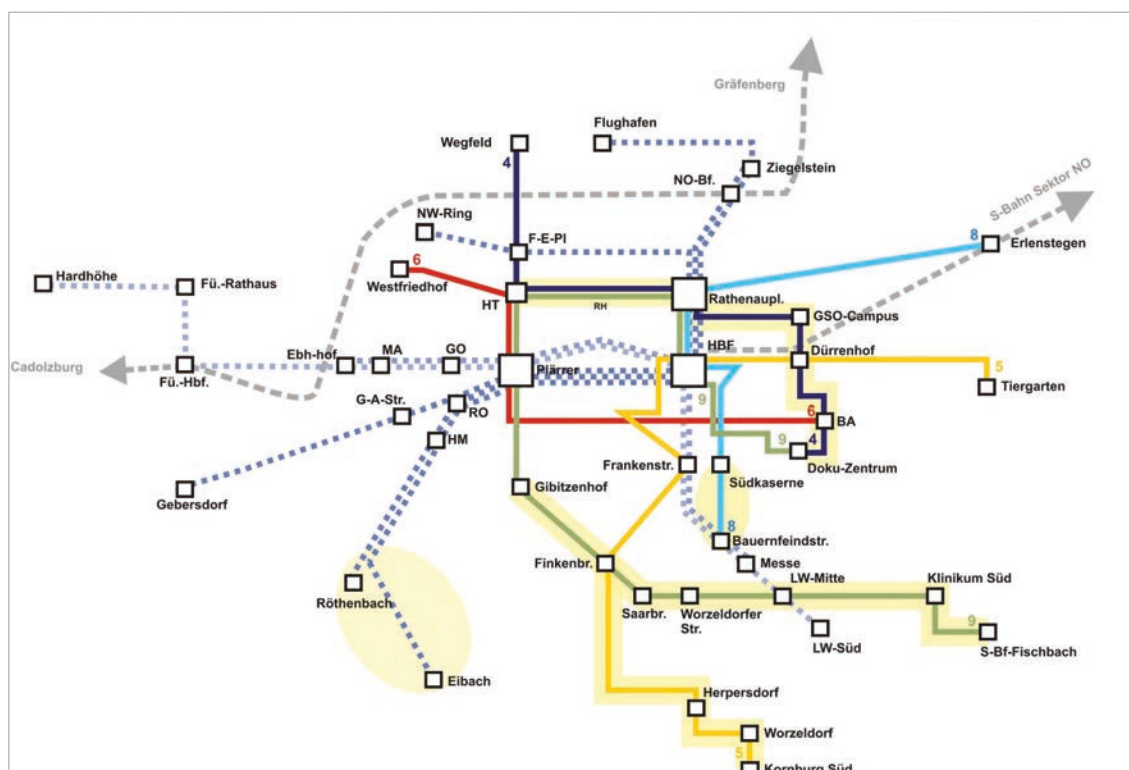 Gräfenberg
Flughafen
Wegfeld
4
Ziegelstein
NO-Bf.
S-Bahn Sektor NO
NW-Ring
F-E-Pl
8
Erlenstegen
6
Hardhöhe
Fü.-Rathaus
Westfriedhof
HT
RH
Rathenaupl.
GSO-Campus
HBF
Dürrenhof
Cadolzburg
Fü.-Hbf.
Ebh-hof
MA
GO
Plärrer
5
Tiergarten
G-A-Str.
RO
9
6
BA
HM
9
4
Doku-Zentrum
Frankenstr.
Südkaserne
Gebersdorf
Gibitzenhof
8
Bauernfeindstr.
Finkenbr.
Messe
Röthenbach
LW-Mitte
Klinikum Süd
Saarbr.
Worzeldorfer
Str.
9
LW-Süd
S-Bf-Fischbach
Eibach
Herpersdorf
Worzeldorf
5
Kornburg Süd